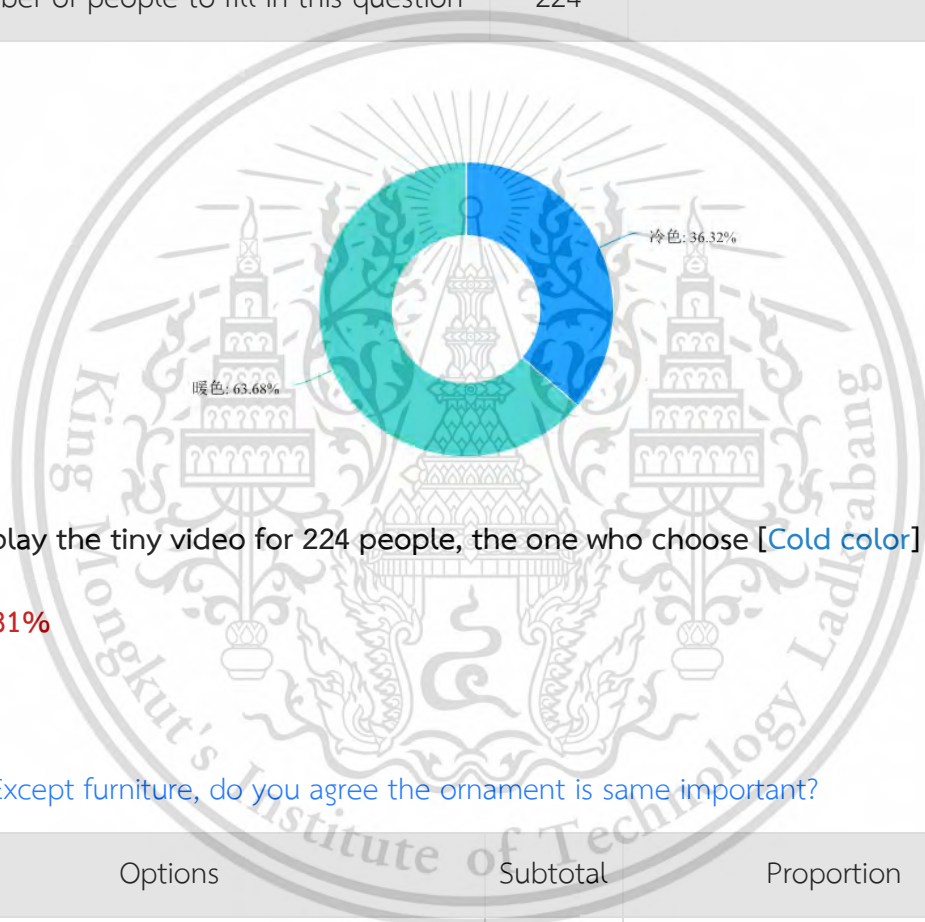 of people to fill in this question 224
冷色: 36.32%
暖色: 63.68%
the tiny video for 224 people, the one who choose [Cold color]
31%
Except furniture, do you agree the ornament is same important?
Options Subtotal Proportion
King Mongkut's Institute of Technology Ladkrabang